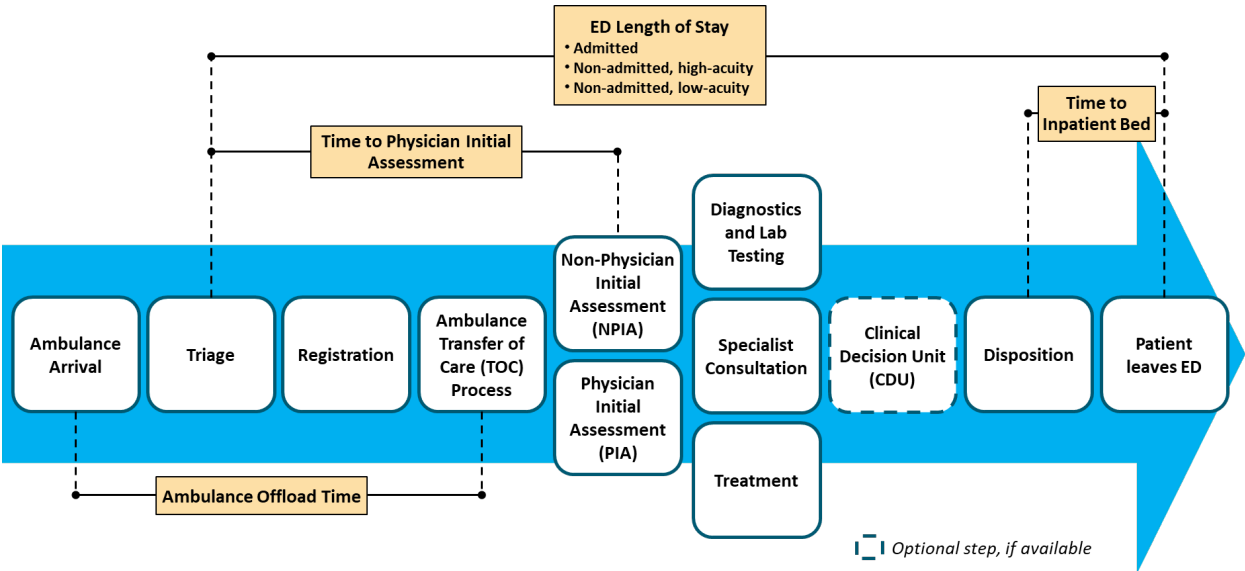 ED Length of Stay
• Admitted
• Non-admitted, high-acuity
• Non-admitted, low-acuity
Time to
Inpatient Bed
Time to Physician Initial
Assessment
Diagnostics
and Lab
Testing
Non-Physician
Initial
Assessment
(NPIA)
Ambulance
Arrival
Triage
Registration
Ambulance
Transfer of
Care (TOC)
Process
Physician
Initial
Assessment
(PIA)
Specialist
Consultation
Treatment
Clinical
Decision Unit
(CDU)
Disposition
Patient
leaves ED
Ambulance Offload Time
Optional step, if available